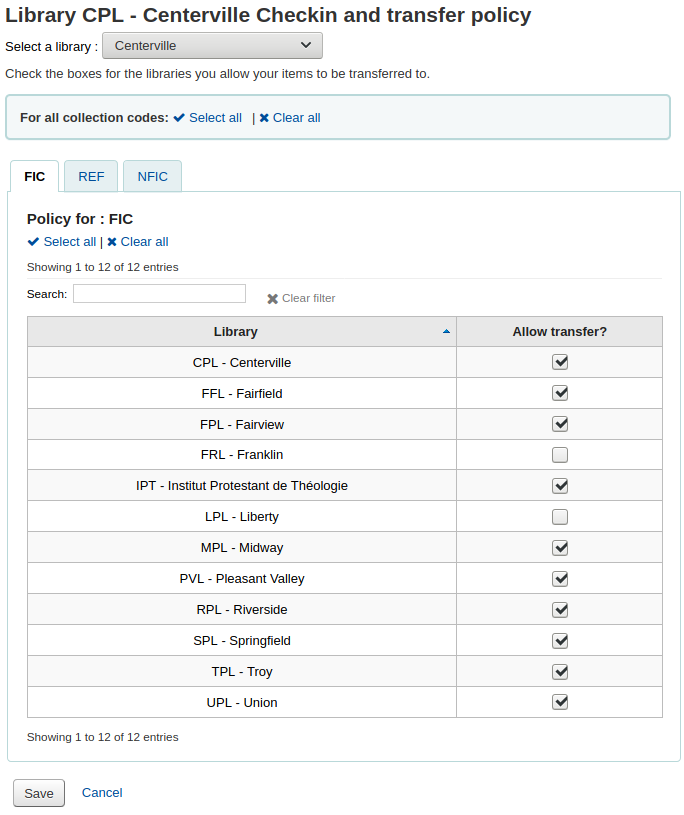 Library CPL - Centerville Checkin and transfer policy
Select a library : Centerville
Check the boxes for the libraries you allow your items to be transferred to.
For all collection codes: Select all | Clear all
FIC REF NFIC
Policy for : FIC
Select all | Clear all
Showing 1 to 12 of 12 entries
Search: Clear filter
Library Allow transfer?
CPL - Centerville
FFL - Fairfield
FPL - Fairview
FRL - Franklin
IPT - Institut Protestant de Théologie
LPL - Liberty
MPL - Midway
PVL - Pleasant Valley
RPL - Riverside
SPL - Springfield
TPL - Troy
UPL - Union
Showing 1 to 12 of 12 entries
Save Cancel